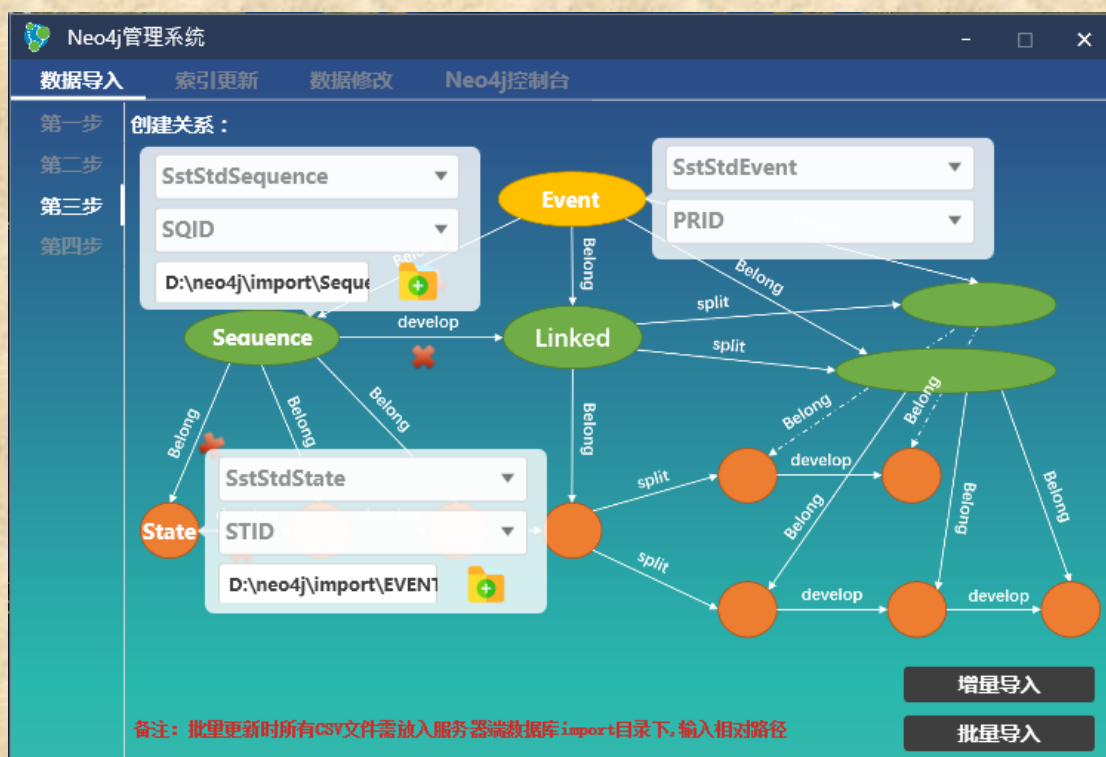 Neo4j管理系统
数据导入 索引更新 数据修改 Neo4j控制台
第一步
第二步
第三步
第四步
创建关系：
SstStdSequence
SQID
D:\neo4j\import\Seque
SstStdEvent
PRID
Event
Belong
Belong
Sequence
develop
Linked
split
split
Belong
Belong
Belong
Belong
Belong
Belong
SstStdState
STID
D:\neo4j\import\EVENT
State
split
develop
split
Belong
Belong
Belong
develop
develop
增量导入
批量导入
备注：批量更新时所有CSV文件需放入服务器端数据库import目录下,输入相对路径